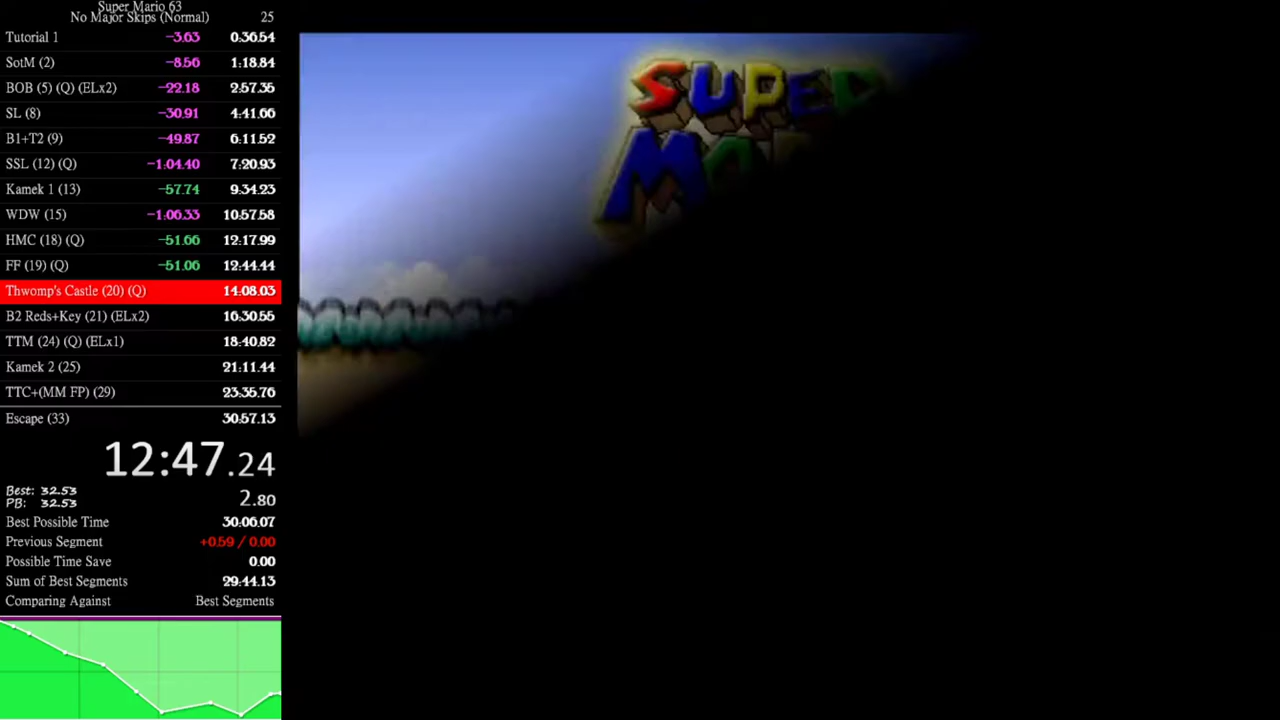 Super Mario 63
No Major Skips (Normal) 25
Tutorial 1 -3.63 0:36.54
SotM (2) -8.56 1:18.84
BOB (5) (Q) (ELx2) -22.18 2:57.35
SL (8) -30.91 4:41.66
B1+T2 (9) -49.87 6:11.52
SSL (12) (Q) -1:04.40 7:20.93
Kamek 1 (13) -57.74 9:34.23
WDW (15) -1:06.33 10:57.58
HMC (18) (Q) -51.66 12:17.99
FF (19) (Q) -51.06 12:44.44
Thwomp's Castle (20) (Q) 14:08.03
B2 Reds+Key (21) (ELx2) 16:30.55
TTM (24) (Q) (ELx1) 18:40.82
Kamek 2 (25) 21:11.44
TTC+(MM FP) (29) 23:35.76
Escape (33) 30:57.13
12:47.24
Best: 32.53
PB: 32.53 2.80
Best Possible Time 30:06.07
Previous Segment +0.59 / 0.00
Possible Time Save 0.00
Sum of Best Segments 29:44.13
Comparing Against Best Segments
SUPER